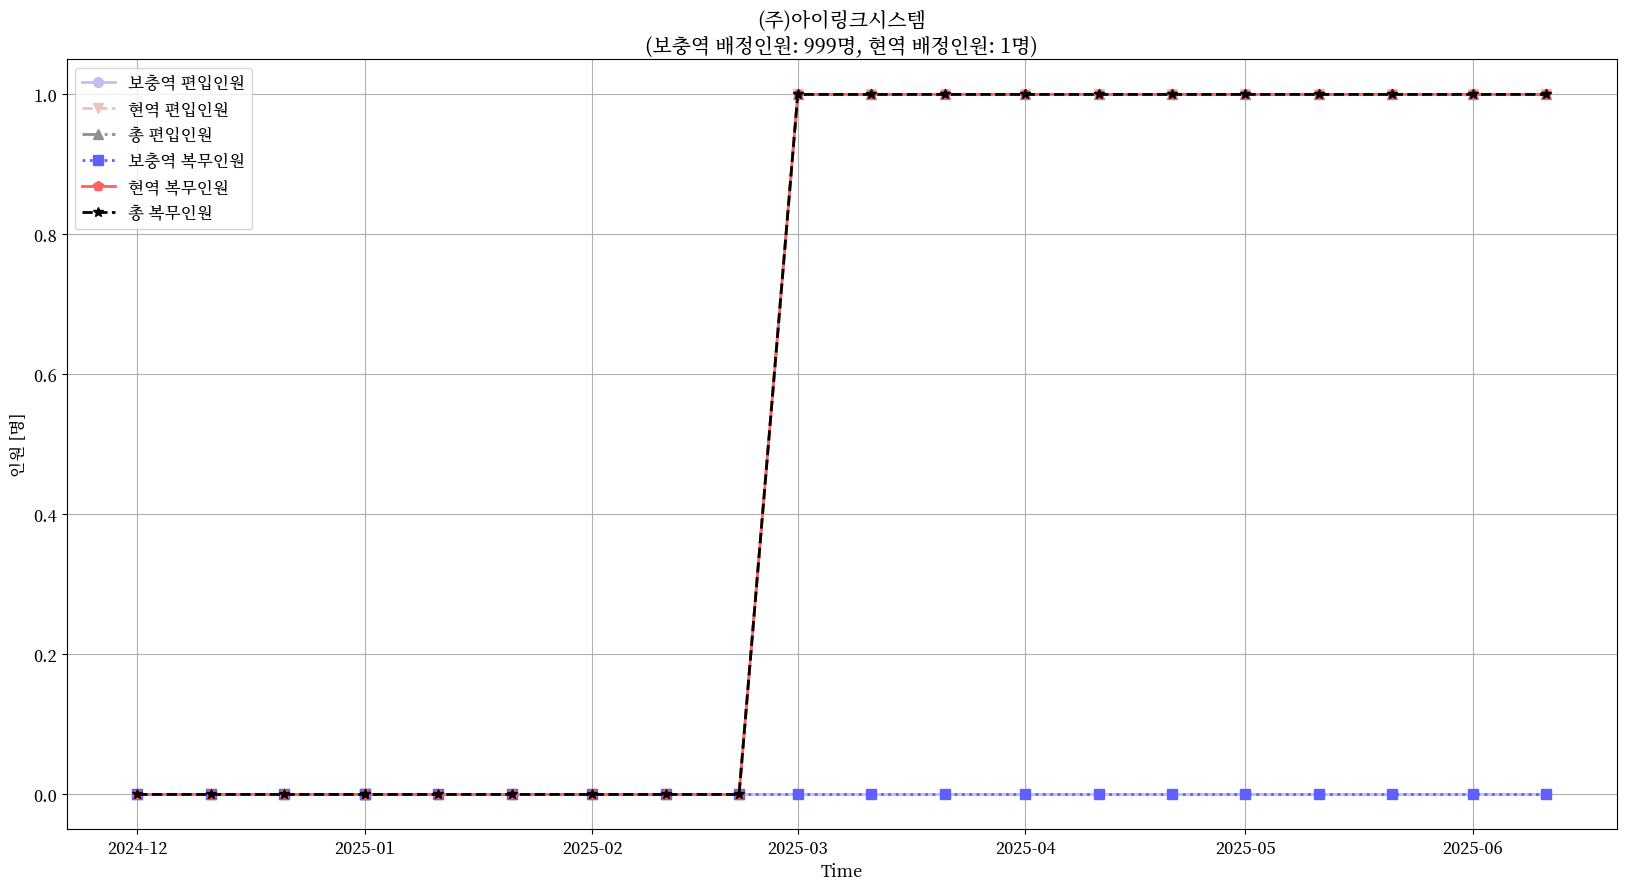 (주)아이링크시스템
(보충역 배정인원: 999명, 현역 배정인원: 1명)
보충역 편입인원
현역 편입인원
총 편입인원
보충역 복무인원
현역 복무인원
총 복무인원
인원 [명]
1.0
0.8
0.6
0.4
0.2
0.0
2024-12
2025-01
2025-02
2025-03
2025-04
2025-05
2025-06
Time